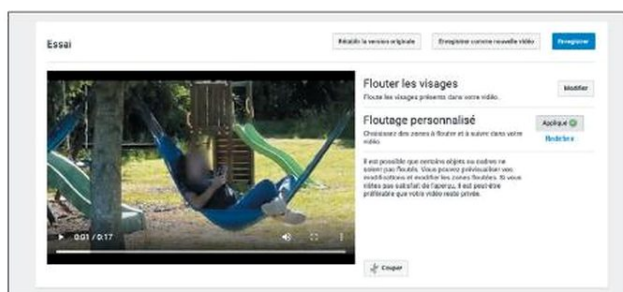 Essai
Rétablir la version originale
Enregistrer comme nouvelle vidéo
Enregistrer
Flouter les visages
Floute les visages présents dans votre vidéo.
Modifier
Floutage personnalisé
Choisissez des zones à flouter et à suivre dans votre
vidéo
Appliqué
Il est possible que certains objets ou cadres ne
soient pas floutés. Vous pouvez prévisualiser vos
modifications et modifier les zones floutées. Si vous
n'êtes pas satisfait de l'aperçu, il est peut-être
préférable que votre vidéo reste privée.
0:01 / 0:17
Couper